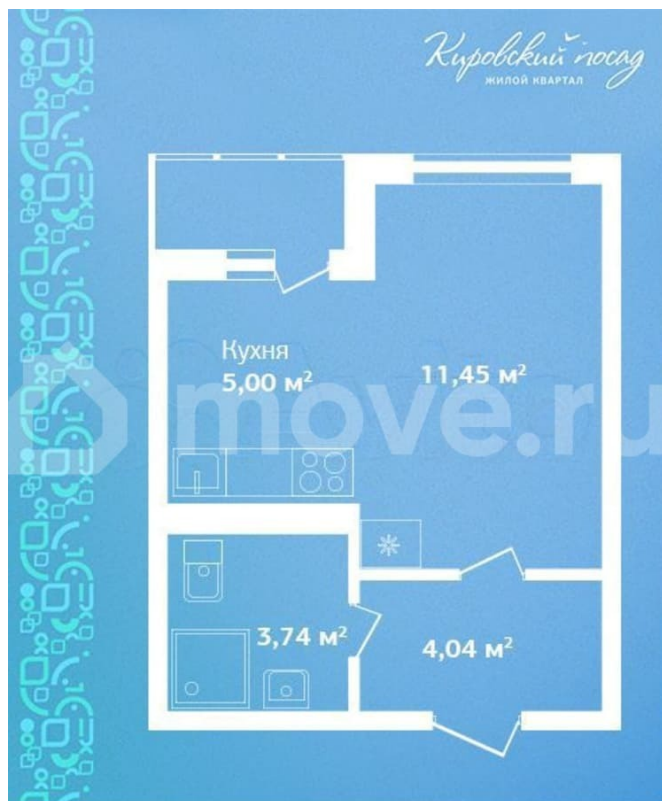 Кировский посад
ЖИЛОЙ КВАРТАЛ
Кухня
5,00 м²
11,45 м²
move.ru
3,74 м²
4,04 м²